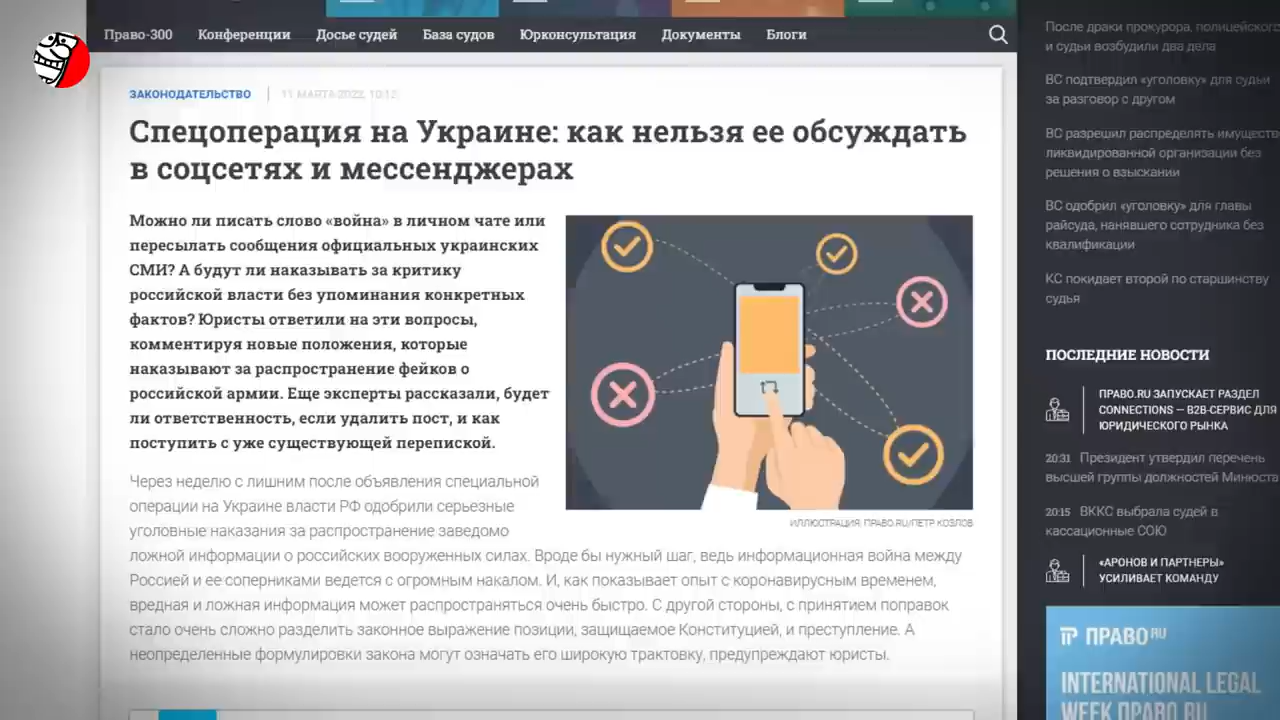 Право-300 Конференции Досье судей База судов Юрконсультация Документы Блоги
ЗАКОНОДАТЕЛЬСТВО 11 МАРТА 2022, 10:12
Спецоперация на Украине: как нельзя ее обсуждать
в соцсетях и мессенджерах
Можно ли писать слово «война» в личном чате или
пересылать сообщения официальных украинских
СМИ? А будут ли наказывать за критику
российской власти без упоминания конкретных
фактов? Юристы ответили на эти вопросы,
комментируя новые положения, которые
наказывают за распространение фейков о
российской армии. Еще эксперты рассказали, будет
ли ответственность, если удалить пост, и как
поступить с уже существующей перепиской.
ИЛЛЮСТРАЦИЯ: ПРАВО.RU/ПЕТР КОЗЛОВ
Через неделю с лишним после объявления специальной
операции на Украине власти РФ одобрили серьезные
уголовные наказания за распространение заведомо
ложной информации о российских вооруженных силах. Вроде бы нужный шаг, ведь информационная война между
Россией и ее соперниками ведется с огромным накалом. И, как показывает опыт с коронавирусным временем,
вредная и ложная информация может распространяться очень быстро. С другой стороны, с принятием поправок
стало очень сложно разделить законное выражение позиции, защищаемое Конституцией, и преступление. А
неопределенные формулировки закона могут означать его широкую трактовку, предупреждают юристы.
После драки прокурора, полицейского
и судьи возбудили два дела
ВС подтвердил «уголовку» для судьи
за разговор с другом
ВС разрешил распределять имущество
ликвидированной организации без
решения о взыскании
ВС одобрил «уголовку» для главы
райсуда, нанявшего сотрудника без
квалификации
КС покидает второй по старшинству
судья
ПОСЛЕДНИЕ НОВОСТИ
ПРАВО.RU ЗАПУСКАЕТ РАЗДЕЛ
CONNECTIONS — B2B-СЕРВИС ДЛЯ
ЮРИДИЧЕСКОГО РЫНКА
20:31 Президент утвердил перечень
высшей группы должностей Минюста
20:15 ВККС выбрала судей в
кассационные СОЮ
«АРОНОВ И ПАРТНЕРЫ»
УСИЛИВАЕТ КОМАНДУ
ПРАВО RU
INTERNATIONAL LEGAL
WEEK ПРАВО.RU